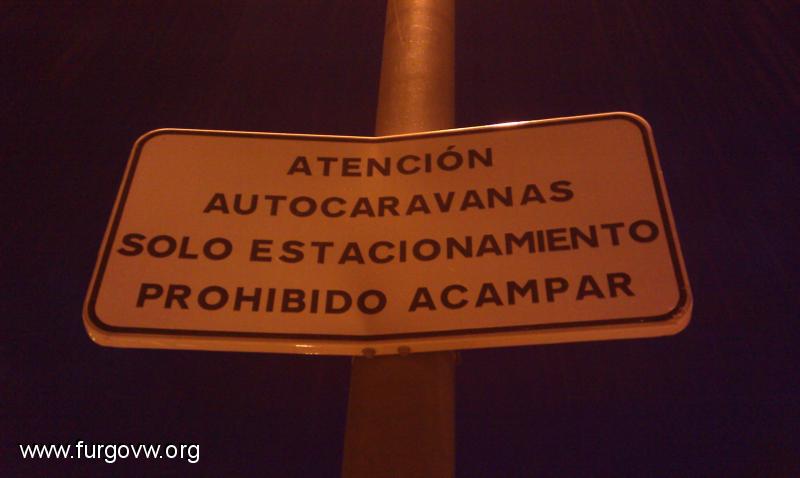 ATENCIÓN
AUTOCARAVANAS
SOLO ESTACIONAMIENTO
PROHIBIDO ACAMPAR
www.furgovw.org